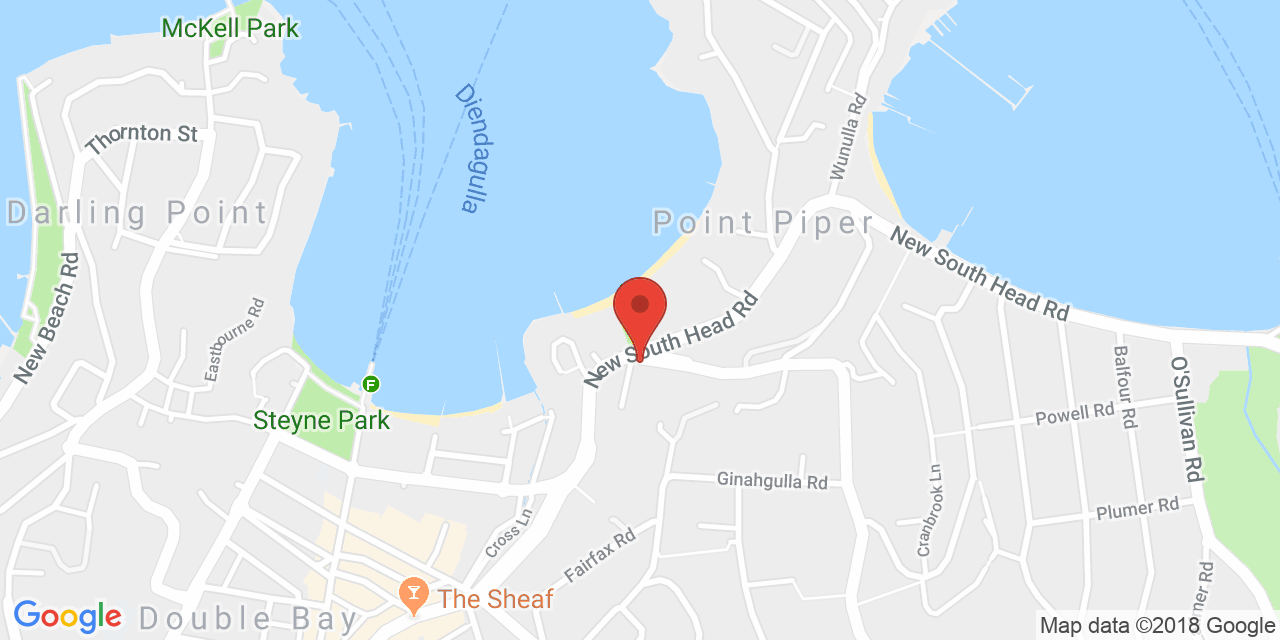 McKell Park
Diendagulla
Thornton St
Wunulla Rd
Darling Point
Point Piper
New South Head Rd
New Beach Rd
Eastbourne Rd
New South Head Rd
Balfour Rd
O'Sullivan Rd
Steyne Park
Powell Rd
Ginahgulla Rd
Cranbrook Ln
Plumer Rd
Cross Ln
Fairfax Rd
The Sheaf
umer Rd
Google
Double Bay
Map data ©2018 Google
F